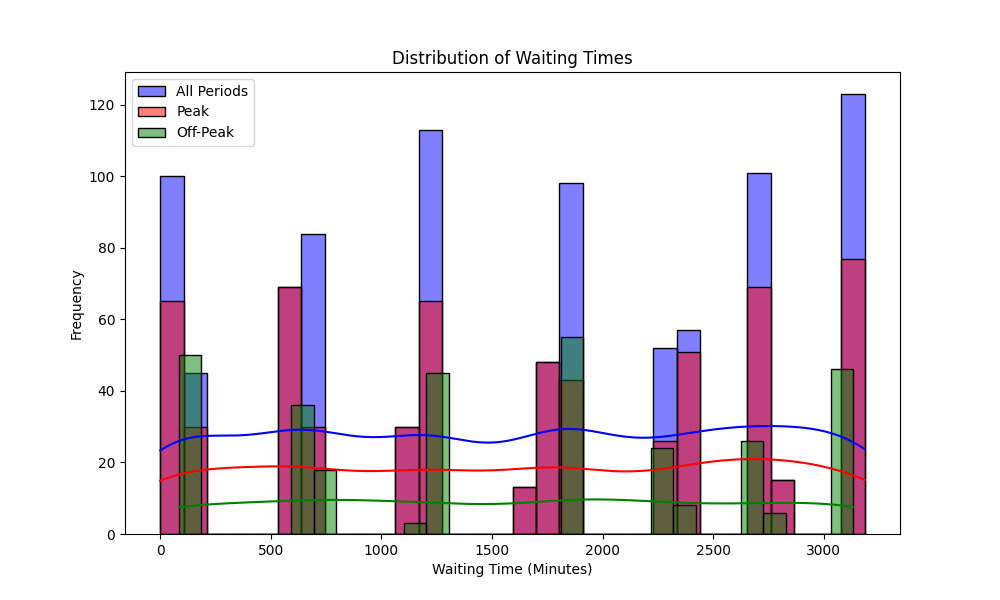 Distribution of Waiting Times
All Periods
Peak
Off-Peak
Frequency
120
100
80
60
40
20
0
0 500 1000 1500 2000 2500 3000
Waiting Time (Minutes)